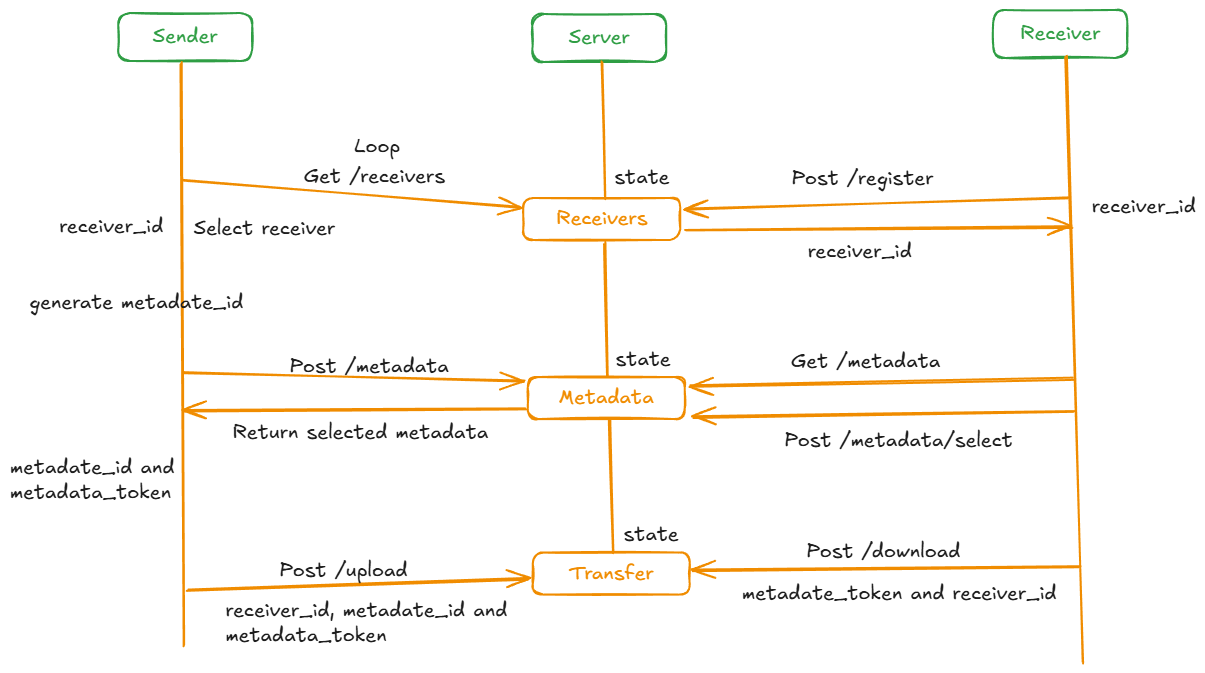 Sender
Server
Receiver
Loop
Get /receivers
state
Post /register
Receivers
receiver_id
Select receiver
receiver_id
receiver_id
generate metadate_id
Post /metadata
state
Get /metadata
Metadata
Return selected metadata
Post /metadata/select
metadate_id and
metadata_token
state
Post /upload
Transfer
Post /download
receiver_id, metadate_id and
metadata_token
metadate_token and receiver_id